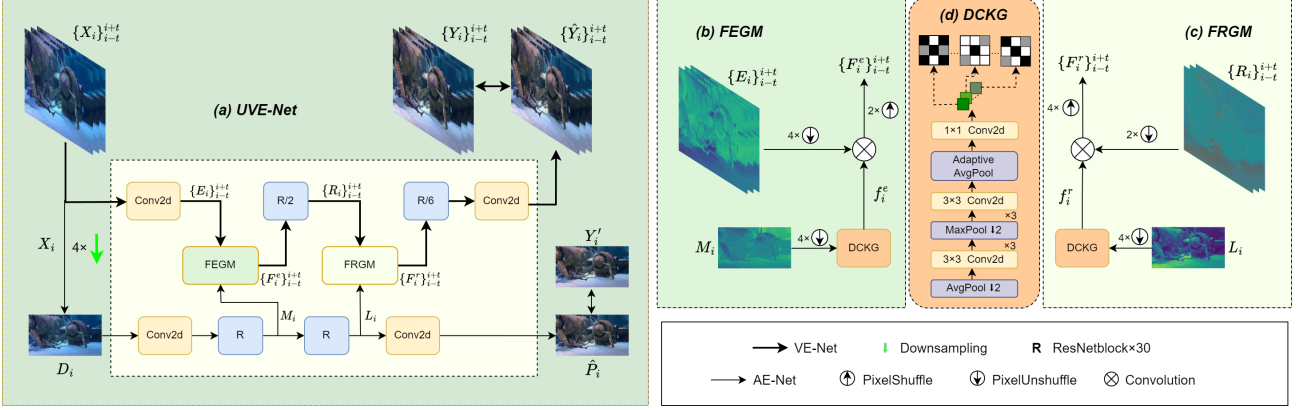 {X_i}^{i+t}_{i-t}
{Y_i}^{i+t}_{i-t}
{Ŷ_i}^{i+t}_{i-t}
(a) UVE-Net
Conv2d
{E_i}^{i+t}_{i-t}
R/2
{R_i}^{i+t}_{i-t}
R/6
Conv2d
X_i
4×
FEGM
{F_i^e}^{i+t}_{i-t}
FRGM
{F_i^r}^{i+t}_{i-t}
Y_i'
Conv2d
R
M_i
R
L_i
Conv2d
D_i
P̂_i
(b) FEGM
{E_i}^{i+t}_{i-t}
{F_i^e}^{i+t}_{i-t}
2×
4×
f_i^e
M_i
4×
DCKG
(d) DCKG
1×1 Conv2d
Adaptive
AvgPool
3×3 Conv2d
×3
MaxPool ↓2
×3
3×3 Conv2d
AvgPool ↓2
(c) FRGM
{F_i^r}^{i+t}_{i-t}
{R_i}^{i+t}_{i-t}
4×
2×
f_i^r
DCKG
4×
L_i
VE-Net
Downsampling
R ResNetblock×30
AE-Net
PixelShuffle
PixelUnshuffle
Convolution